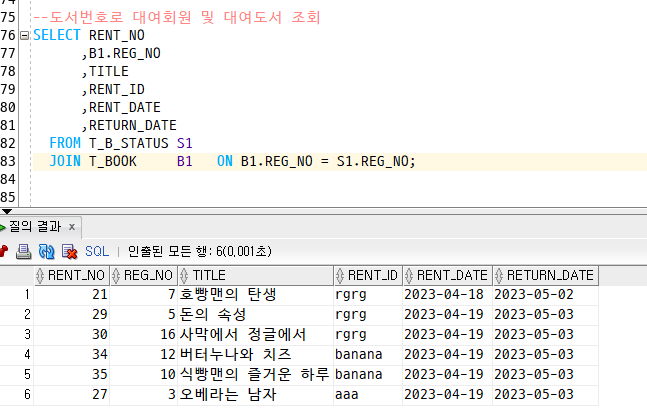 74
75 --도서번호로 대여회원 및 대여도서 조회
76 SELECT RENT_NO
77 ,B1.REG_NO
78 ,TITLE
79 ,RENT_ID
80 ,RENT_DATE
81 ,RETURN_DATE
82 FROM T_B_STATUS S1
83 JOIN T_BOOK B1 ON B1.REG_NO = S1.REG_NO;
84
85
질의 결과 x
SQL | 인출된 모든 행: 6(0.001초)
RENT_NO REG_NO TITLE RENT_ID RENT_DATE RETURN_DATE
1 21 7 호빵맨의 탄생 rgrg 2023-04-18 2023-05-02
2 29 5 돈의 속성 rgrg 2023-04-19 2023-05-03
3 30 16 사막에서 정글에서 rgrg 2023-04-19 2023-05-03
4 34 12 버터누나와 치즈 banana 2023-04-19 2023-05-03
5 35 10 식빵맨의 즐거운 하루 banana 2023-04-19 2023-05-03
6 27 3 오베라는 남자 aaa 2023-04-19 2023-05-03